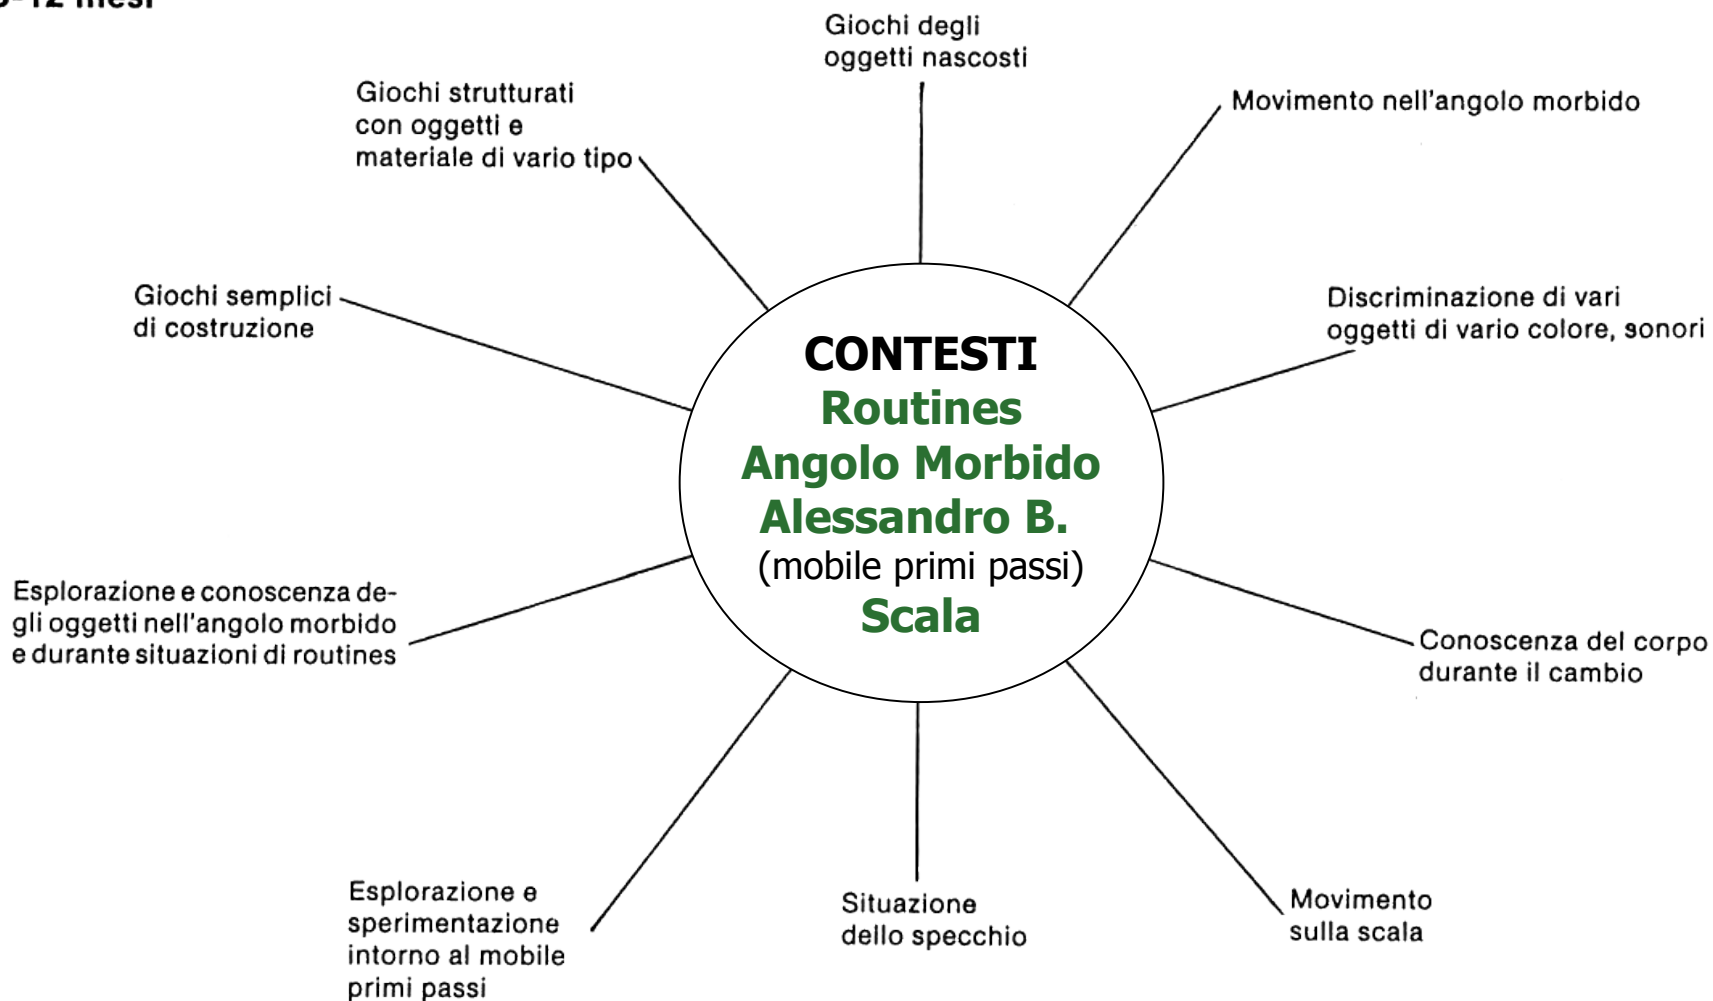 mesi
Giochi degli
oggetti nascosti
Giochi strutturati
con oggetti e
materiale di vario tipo
Movimento nell'angolo morbido
Giochi semplici
di costruzione
Discriminazione di vari
oggetti di vario colore, sonori
CONTESTI
Routines
Angolo Morbido
Alessandro B.
(mobile primi passi)
Scala
Esplorazione e conoscenza de-
gli oggetti nell'angolo morbido
e durante situazioni di routines
Conoscenza del corpo
durante il cambio
Esplorazione e
sperimentazione
intorno al mobile
primi passi
Situazione
dello specchio
Movimento
sulla scala